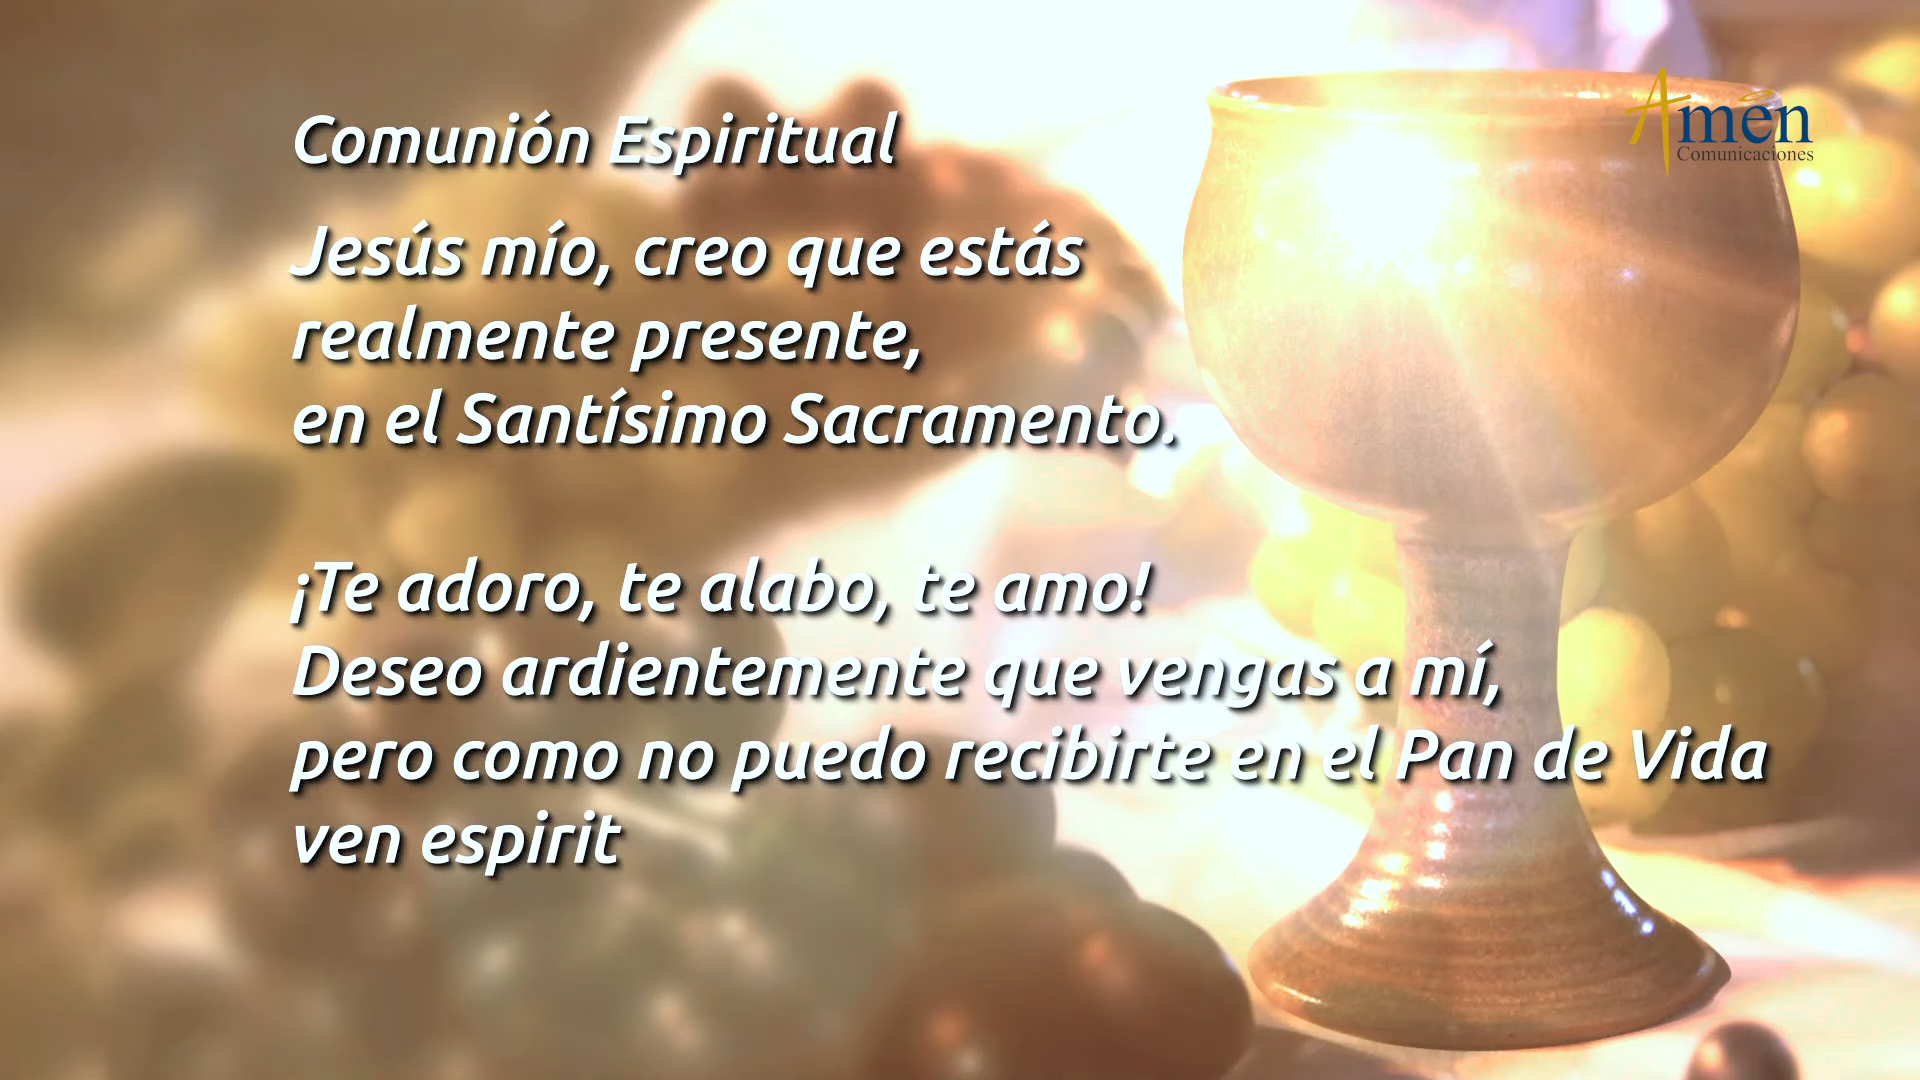 Amén
Comunicaciones
Comunión Espiritual
Jesús mío, creo que estás
realmente presente,
en el Santísimo Sacramento.
¡Te adoro, te alabo, te amo!
Deseo ardientemente que vengas a mí,
pero como no puedo recibirte en el Pan de Vida
ven espirit